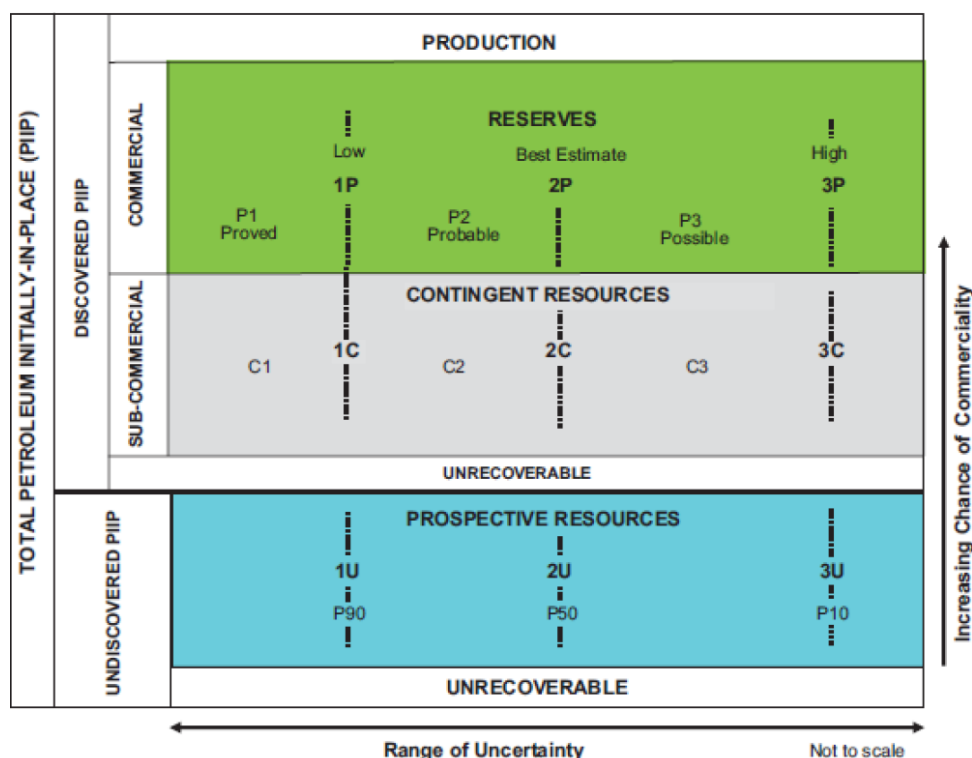 TOTAL PETROLEUM INITIALLY-IN-PLACE (PIIP)
DISCOVERED PIIP
UNDISCOVERED PIIP
COMMERCIAL
SUB-COMMERCIAL
PRODUCTION
RESERVES
Low
Best Estimate
High
1P
2P
3P
P1
Proved
P2
Probable
P3
Possible
CONTINGENT RESOURCES
1C
2C
3C
C1
C2
C3
UNRECOVERABLE
PROSPECTIVE RESOURCES
1U
2U
3U
P90
P50
P10
UNRECOVERABLE
Increasing Chance of Commerciality
Range of Uncertainty
Not to scale